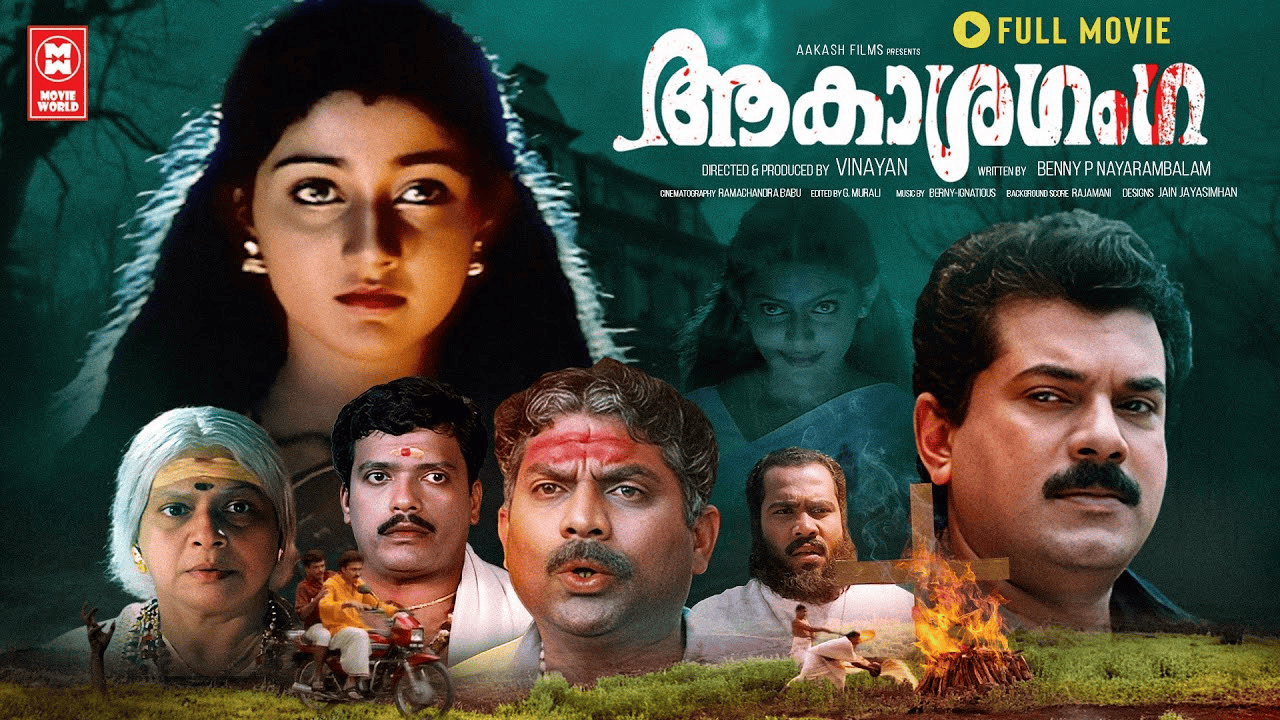 MOVIE
WORLD
FULL MOVIE
AAKASH FILMS PRESENTS
ആകാശഗംഗ
DIRECTED & PRODUCED BY VINAYAN WRITTEN BY BENNY P NAYARAMBALAM
CINEMATOGRAPHY RAMACHANDRA BABU EDITED BY G. MURALI MUSIC BY BERNY-IGNATIOUS BACKGROUND SCORE RAJAMANI DESIGNS JAIN JAYASIMHAN